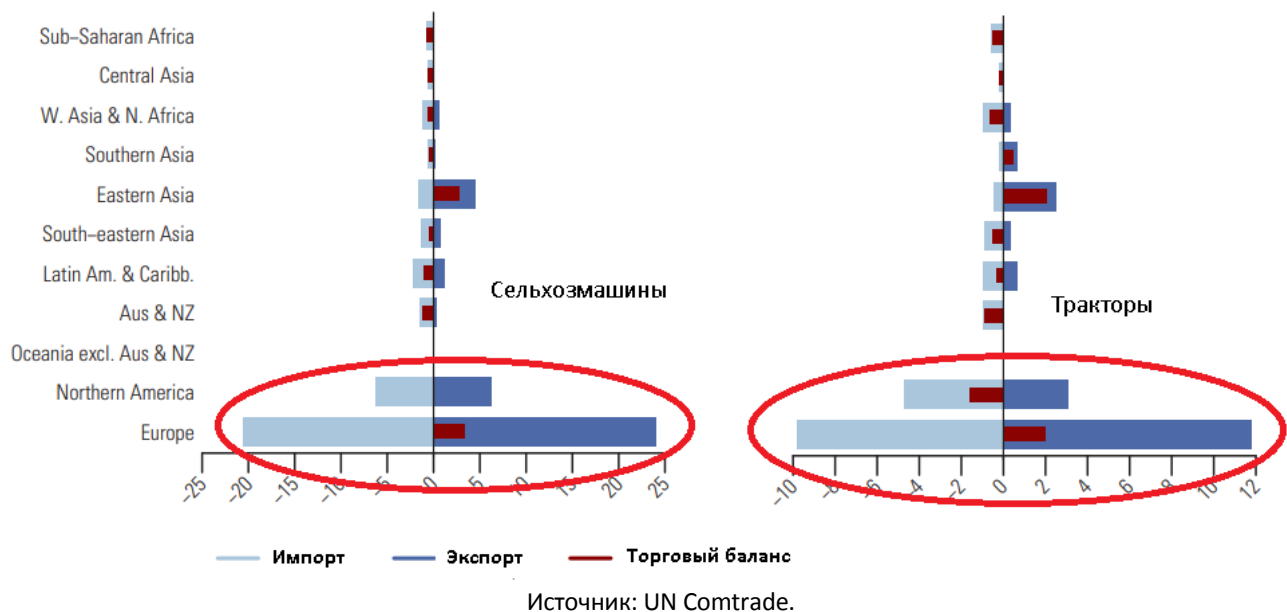 Sub–Saharan Africa
Central Asia
W. Asia & N. Africa
Southern Asia
Eastern Asia
South–eastern Asia
Latin Am. & Caribb.
Aus & NZ
Oceania excl. Aus & NZ
Northern America
Europe
Сельхозмашины
Тракторы
–25 –20 –15 –10 –5 0 5 10 15 20 25
–10 –8 –6 –4 –2 0 2 4 6 8 10 12
Импорт Экспорт Торговый баланс
Источник: UN Comtrade.